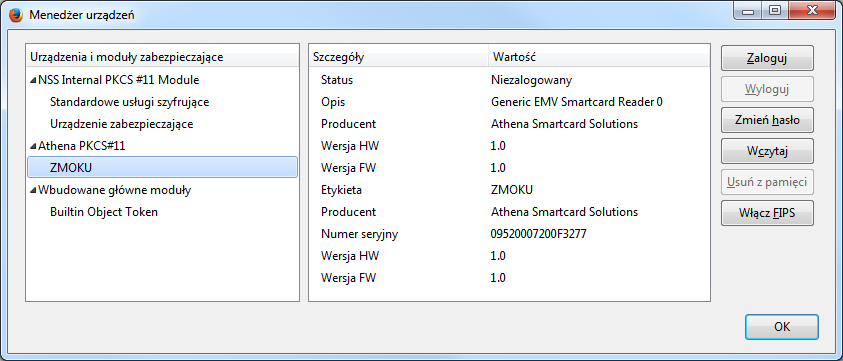 Menedżer urządzeń
Urządzenia i moduły zabezpieczające
NSS Internal PKCS #11 Module
Standardowe usługi szyfrujące
Urządzenie zabezpieczające
Athena PKCS#11
ZMOKU
Wbudowane główne moduły
Builtin Object Token
Szczegóły Wartość
Status Niezalogowany
Opis Generic EMV Smartcard Reader 0
Producent Athena Smartcard Solutions
Wersja HW 1.0
Wersja FW 1.0
Etykieta ZMOKU
Producent Athena Smartcard Solutions
Numer seryjny 09520007200F3277
Wersja HW 1.0
Wersja FW 1.0
Zaloguj
Wyloguj
Zmień hasło
Wczytaj
Usuń z pamięci
Włącz FIPS
OK